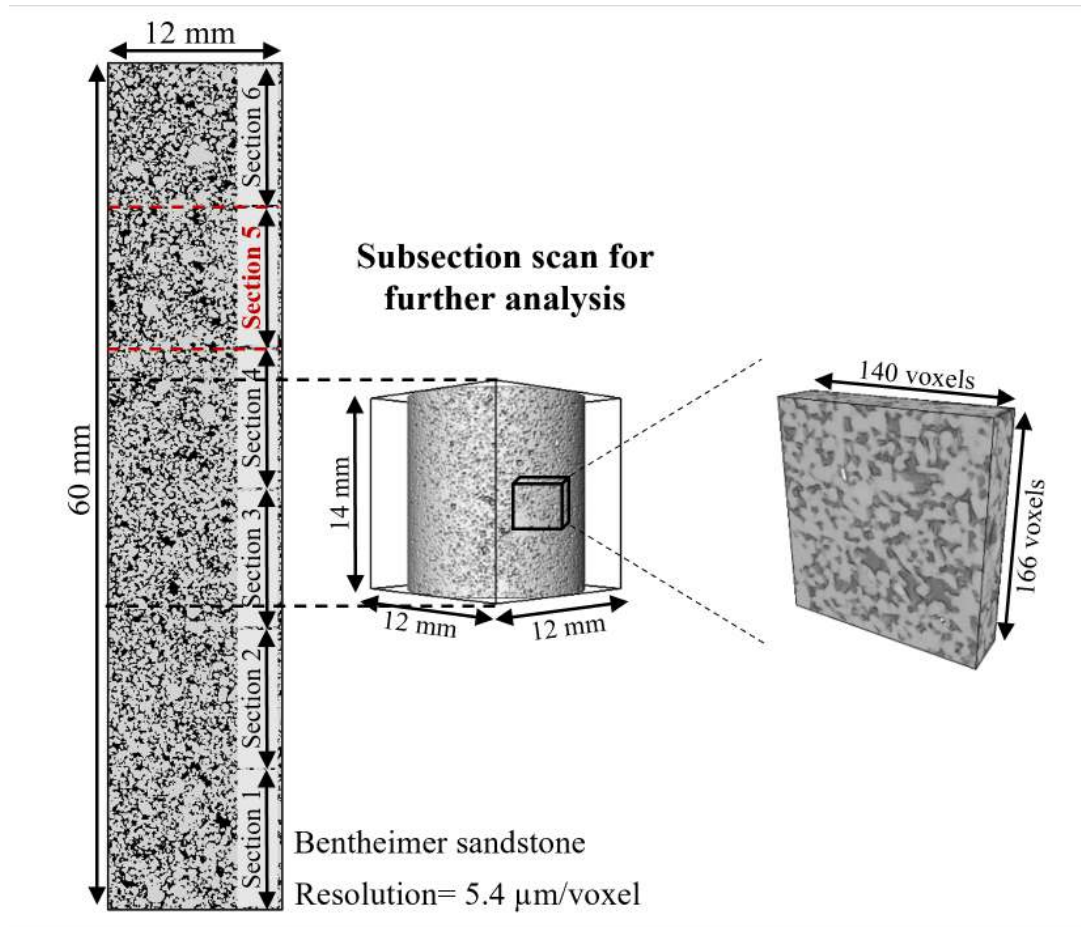 12 mm
60 mm
Section 6
Section 5
Section 4
Section 3
Section 2
Section 1
Subsection scan for
further analysis
14 mm
12 mm
12 mm
140 voxels
166 voxels
Bentheimer sandstone
Resolution= 5.4 µm/voxel